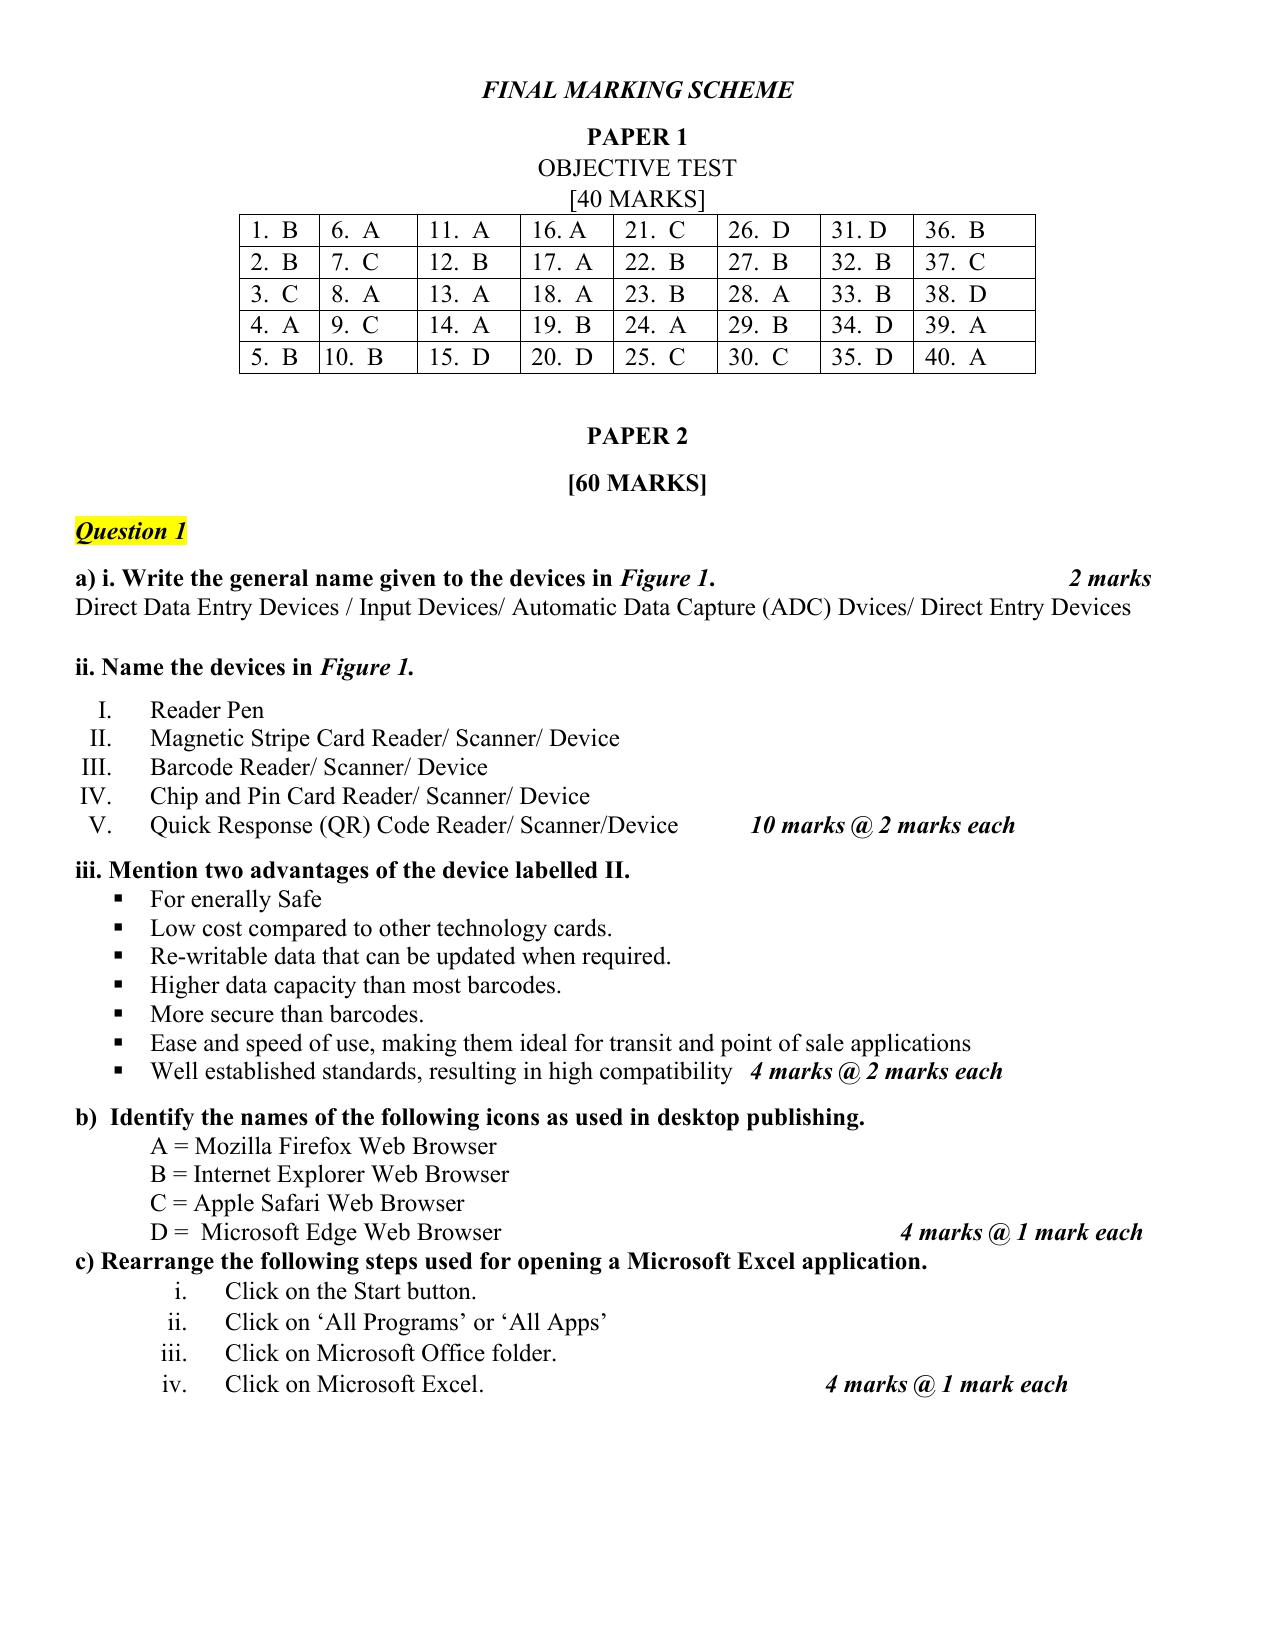 FINAL MARKING SCHEME
PAPER 1
OBJECTIVE TEST
[40 MARKS]
1. B 6. A 11. A 16. A 21. C 26. D 31. D 36. B
2. B 7. C 12. B 17. A 22. B 27. B 32. B 37. C
3. C 8. A 13. A 18. A 23. B 28. A 33. B 38. D
4. A 9. C 14. A 19. B 24. A 29. B 34. D 39. A
5. B 10. B 15. D 20. D 25. C 30. C 35. D 40. A
PAPER 2
[60 MARKS]
Question 1
a) i. Write the general name given to the devices in Figure 1. 2 marks
Direct Data Entry Devices / Input Devices/ Automatic Data Capture (ADC) Dvices/ Direct Entry Devices
ii. Name the devices in Figure 1.
I. Reader Pen
II. Magnetic Stripe Card Reader/ Scanner/ Device
III. Barcode Reader/ Scanner/ Device
IV. Chip and Pin Card Reader/ Scanner/ Device
V. Quick Response (QR) Code Reader/ Scanner/Device 10 marks @ 2 marks each
iii. Mention two advantages of the device labelled II.
▪ For enerally Safe
▪ Low cost compared to other technology cards.
▪ Re-writable data that can be updated when required.
▪ Higher data capacity than most barcodes.
▪ More secure than barcodes.
▪ Ease and speed of use, making them ideal for transit and point of sale applications
▪ Well established standards, resulting in high compatibility 4 marks @ 2 marks each
b) Identify the names of the following icons as used in desktop publishing.
A = Mozilla Firefox Web Browser
B = Internet Explorer Web Browser
C = Apple Safari Web Browser
D = Microsoft Edge Web Browser 4 marks @ 1 mark each
c) Rearrange the following steps used for opening a Microsoft Excel application.
i. Click on the Start button.
ii. Click on ‘All Programs’ or ‘All Apps’
iii. Click on Microsoft Office folder.
iv. Click on Microsoft Excel. 4 marks @ 1 mark each